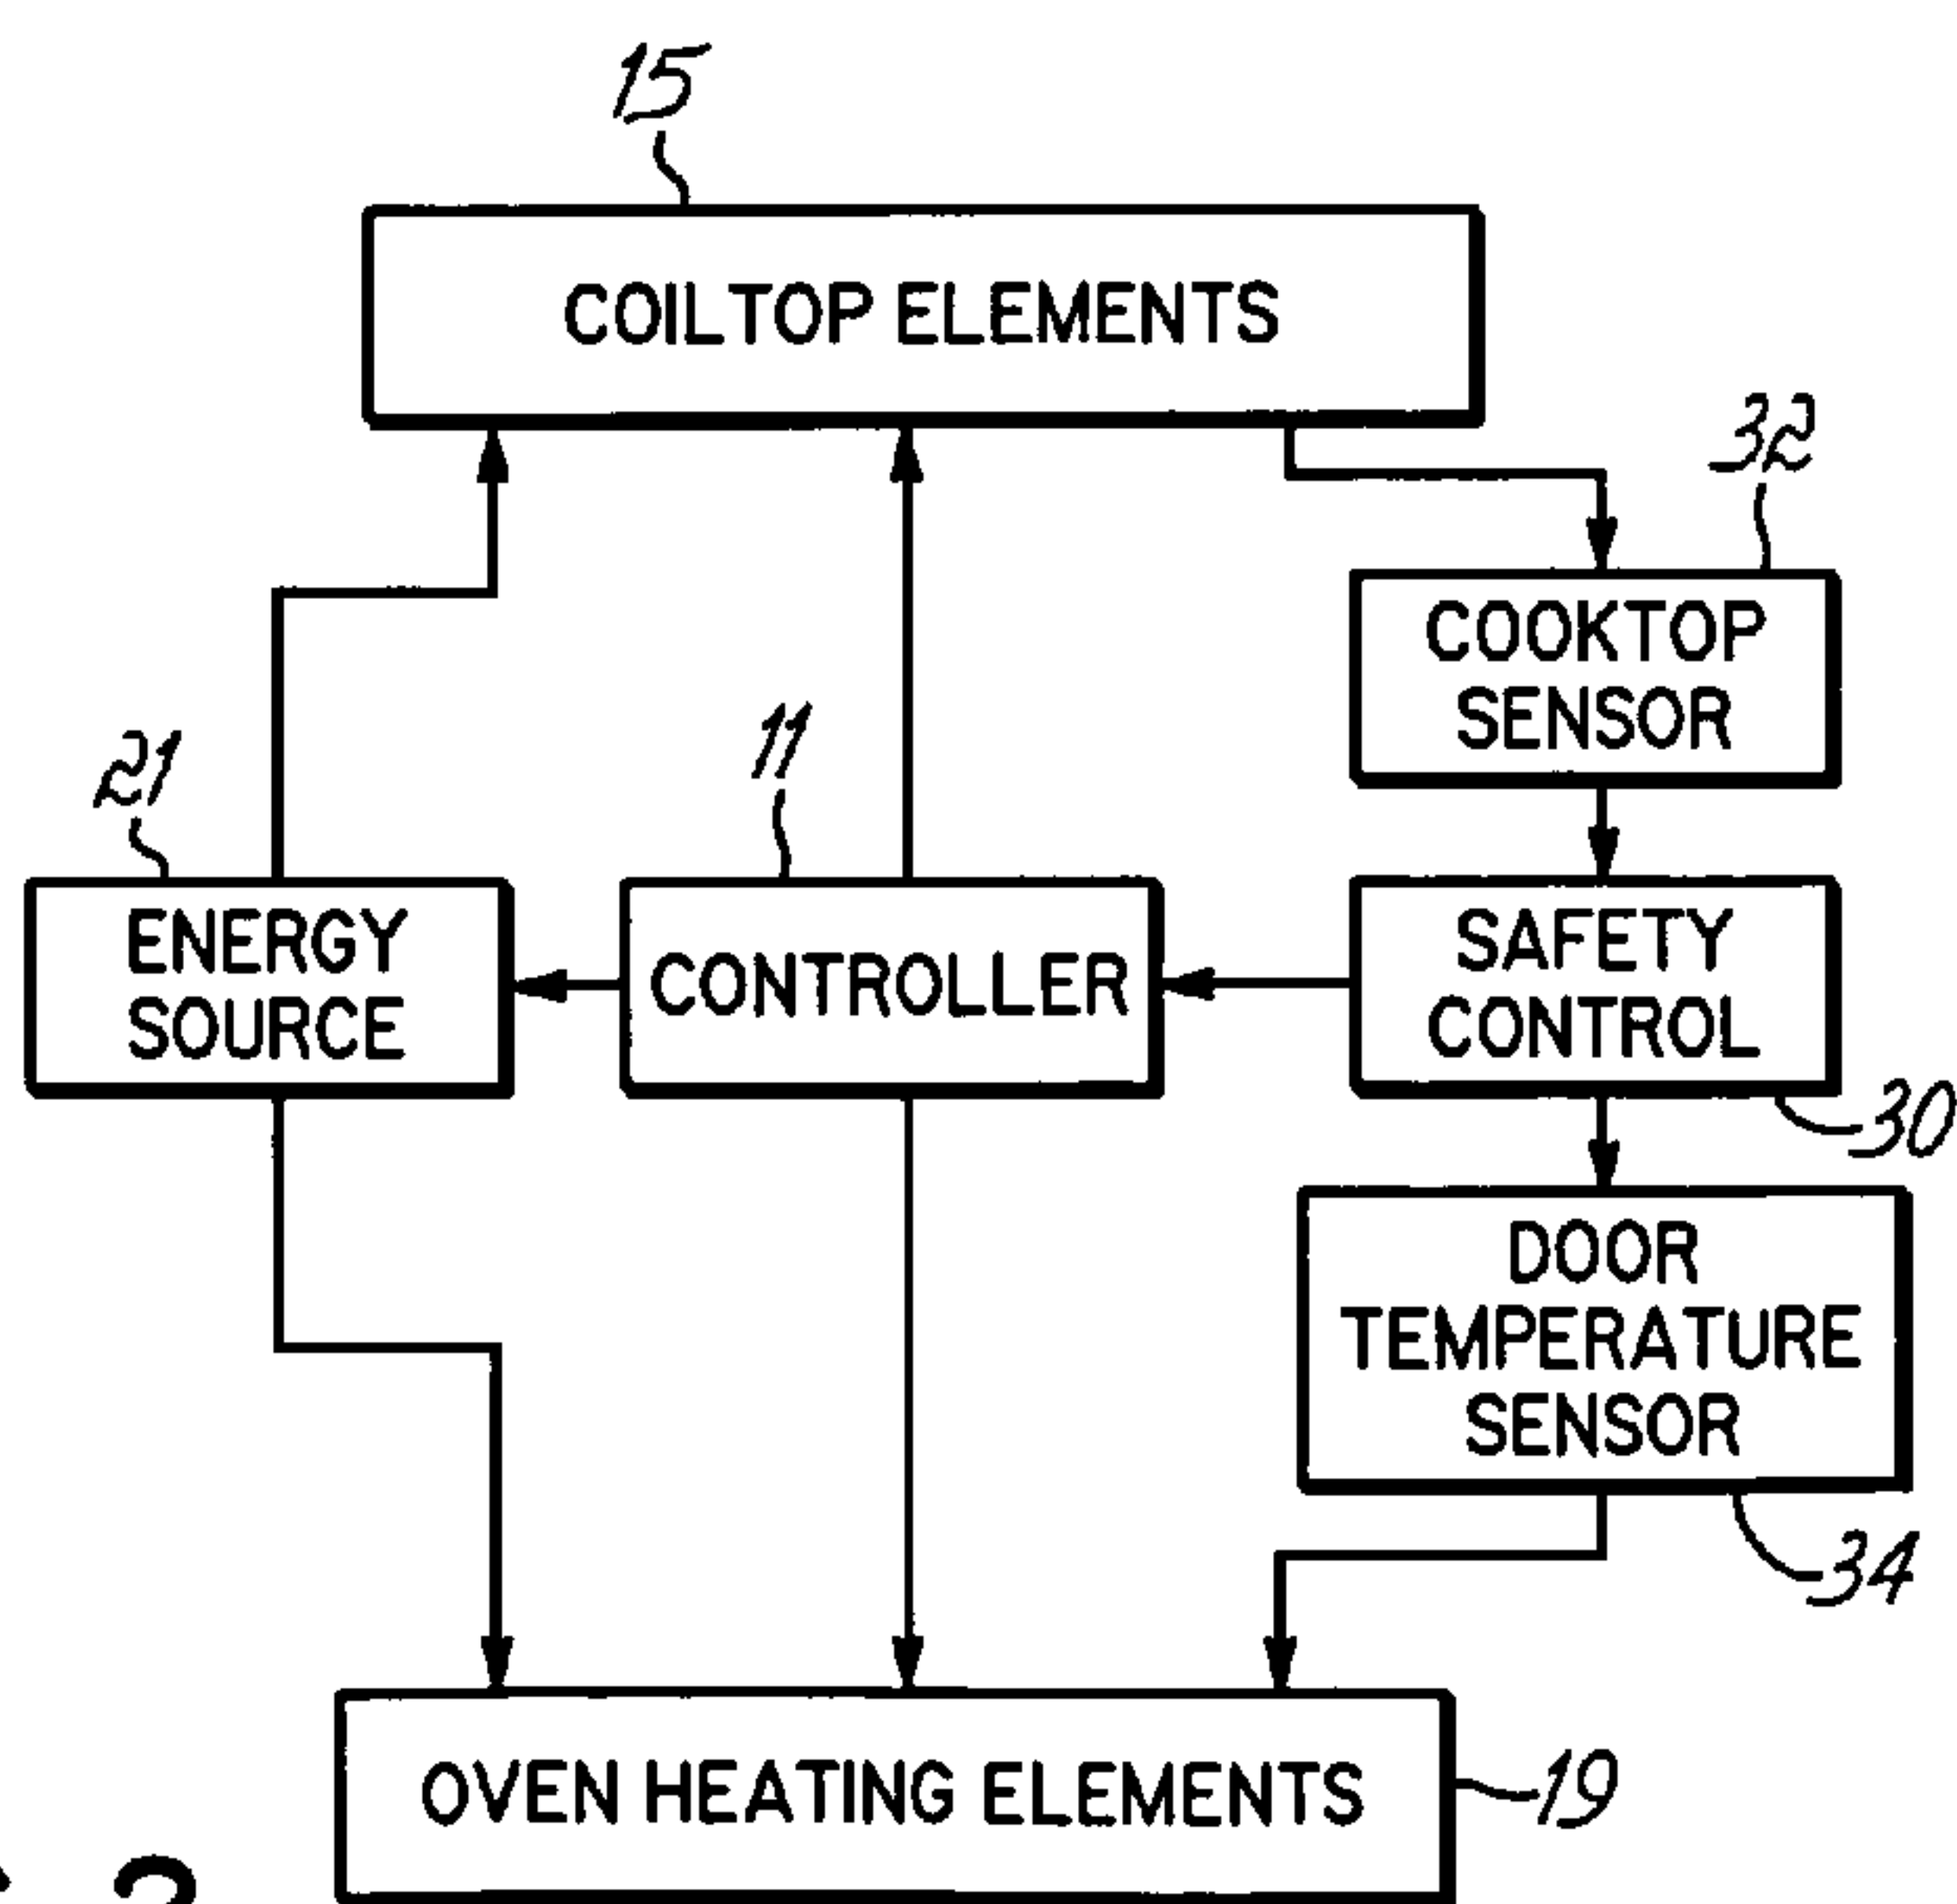 15
COILTOP ELEMENTS
32
COOKTOP
SENSOR
21
11
ENERGY
SOURCE
CONTROLLER
SAFETY
CONTROL
30
DOOR
TEMPERATURE
SENSOR
34
OVEN HEATING ELEMENTS
19